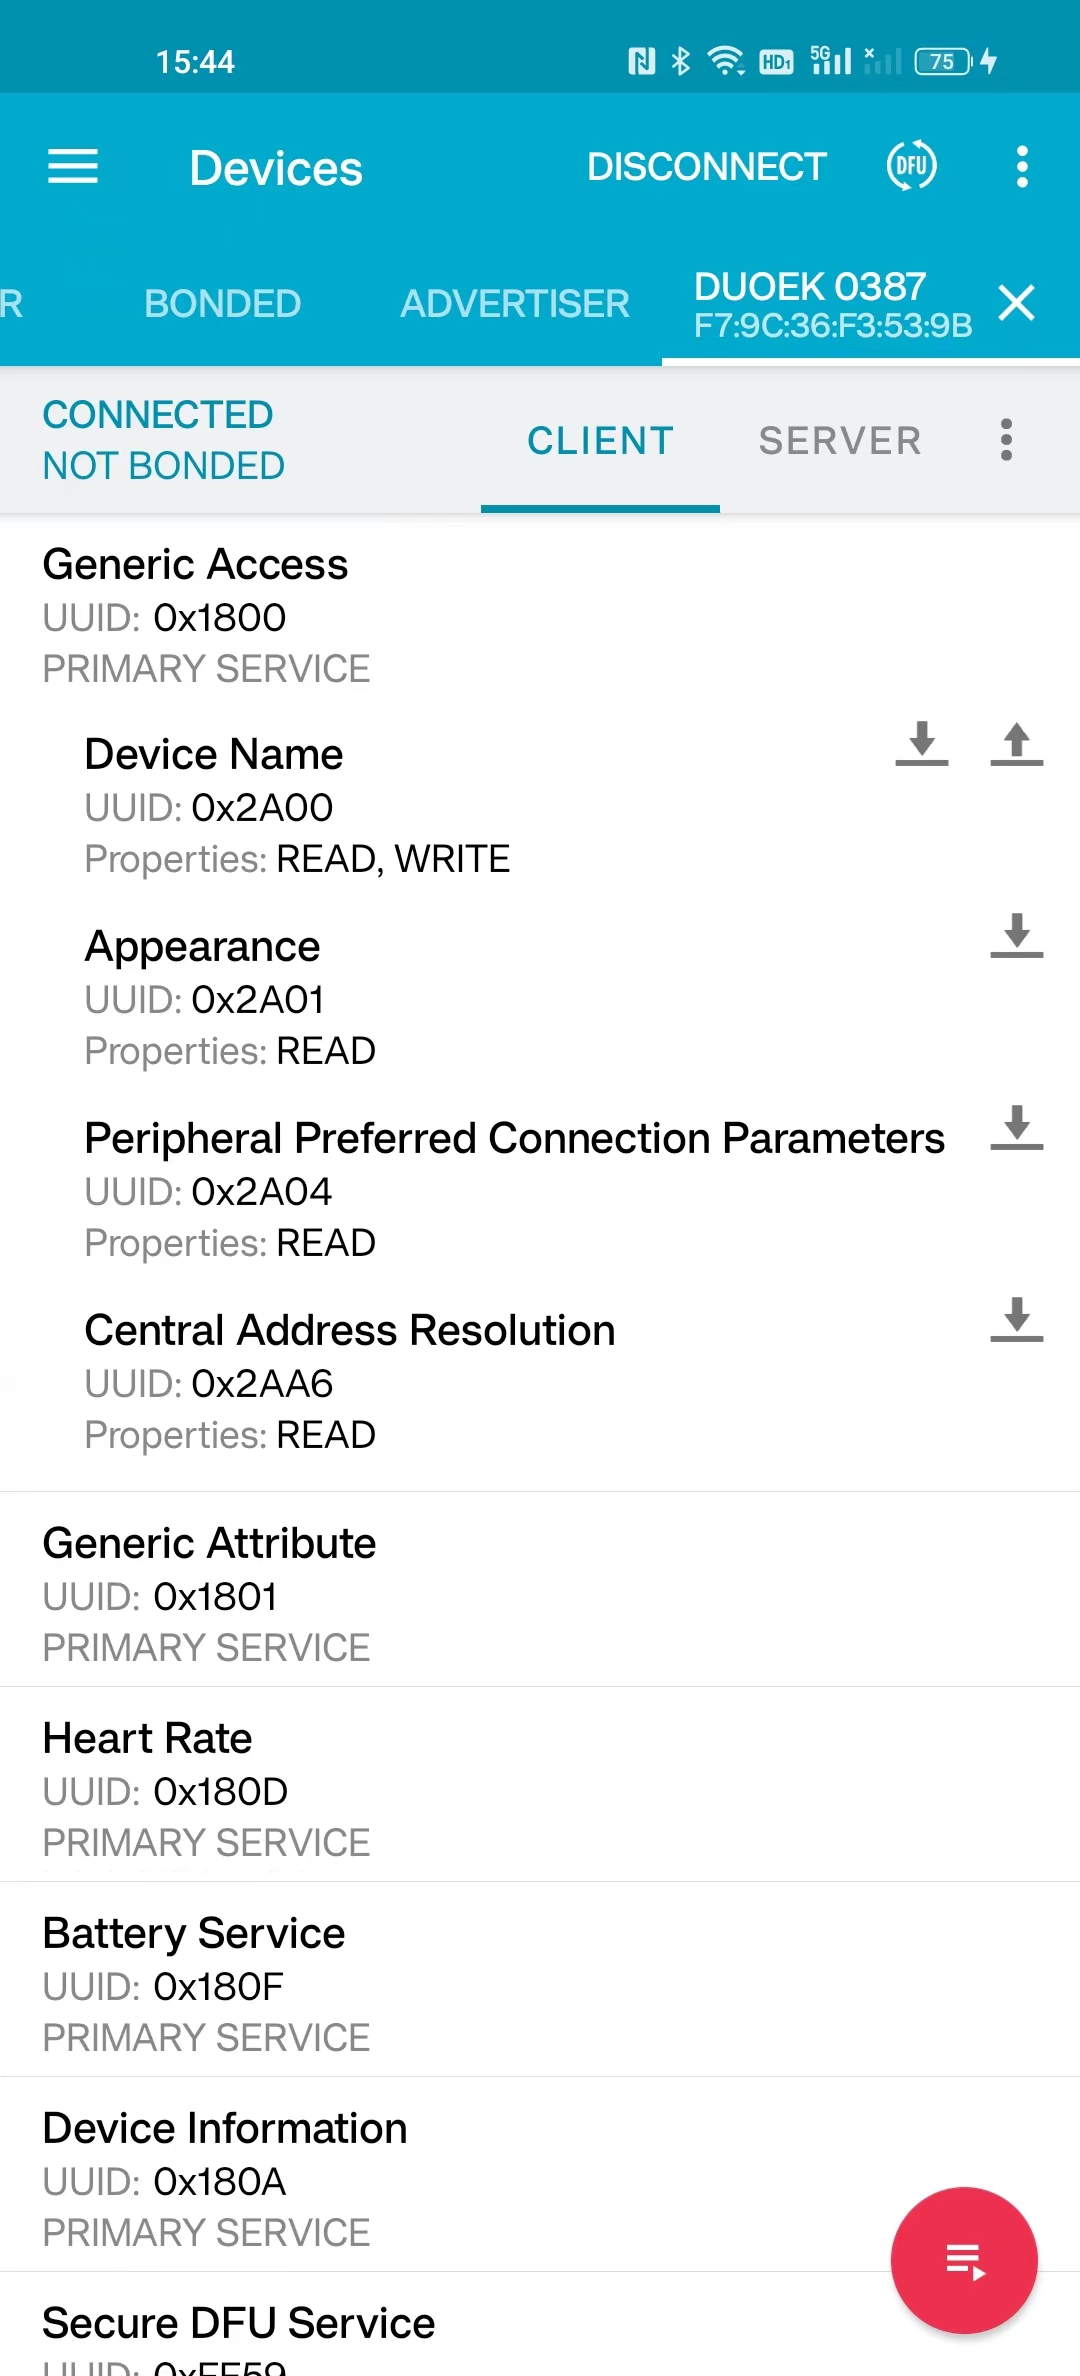 15:44
HD1 5G 75
Devices DISCONNECT DFU
R BONDED ADVERTISER DUOEK 0387
F7:9C:36:F3:53:9B
CONNECTED
NOT BONDED
CLIENT SERVER
Generic Access
UUID: 0x1800
PRIMARY SERVICE
Device Name
UUID: 0x2A00
Properties: READ, WRITE
Appearance
UUID: 0x2A01
Properties: READ
Peripheral Preferred Connection Parameters
UUID: 0x2A04
Properties: READ
Central Address Resolution
UUID: 0x2AA6
Properties: READ
Generic Attribute
UUID: 0x1801
PRIMARY SERVICE
Heart Rate
UUID: 0x180D
PRIMARY SERVICE
Battery Service
UUID: 0x180F
PRIMARY SERVICE
Device Information
UUID: 0x180A
PRIMARY SERVICE
Secure DFU Service
UUID: 0xFE59